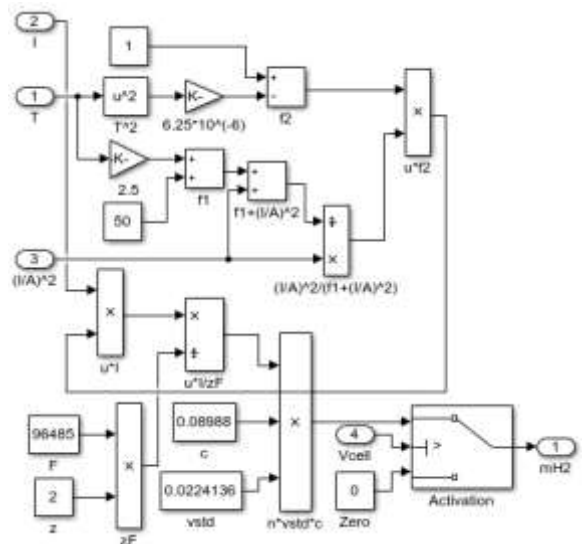 2
I
1
1
T
u^2
T^2
K-
6.25*10^(-6)
+
-
f2
×
u*f2
K-
2.5
+
+
f1
50
+
+
f1+(I/A)^2
÷
×
(I/A)^2/(f1+(I/A)^2)
3
(I/A)^2
×
u*I
×
÷
u*I/zF
96485
F
2
z
×
zF
0.08988
c
0.0224136
vstd
×
n*vstd*c
4
Vcell
0
Zero
>
Activation
1
mH2